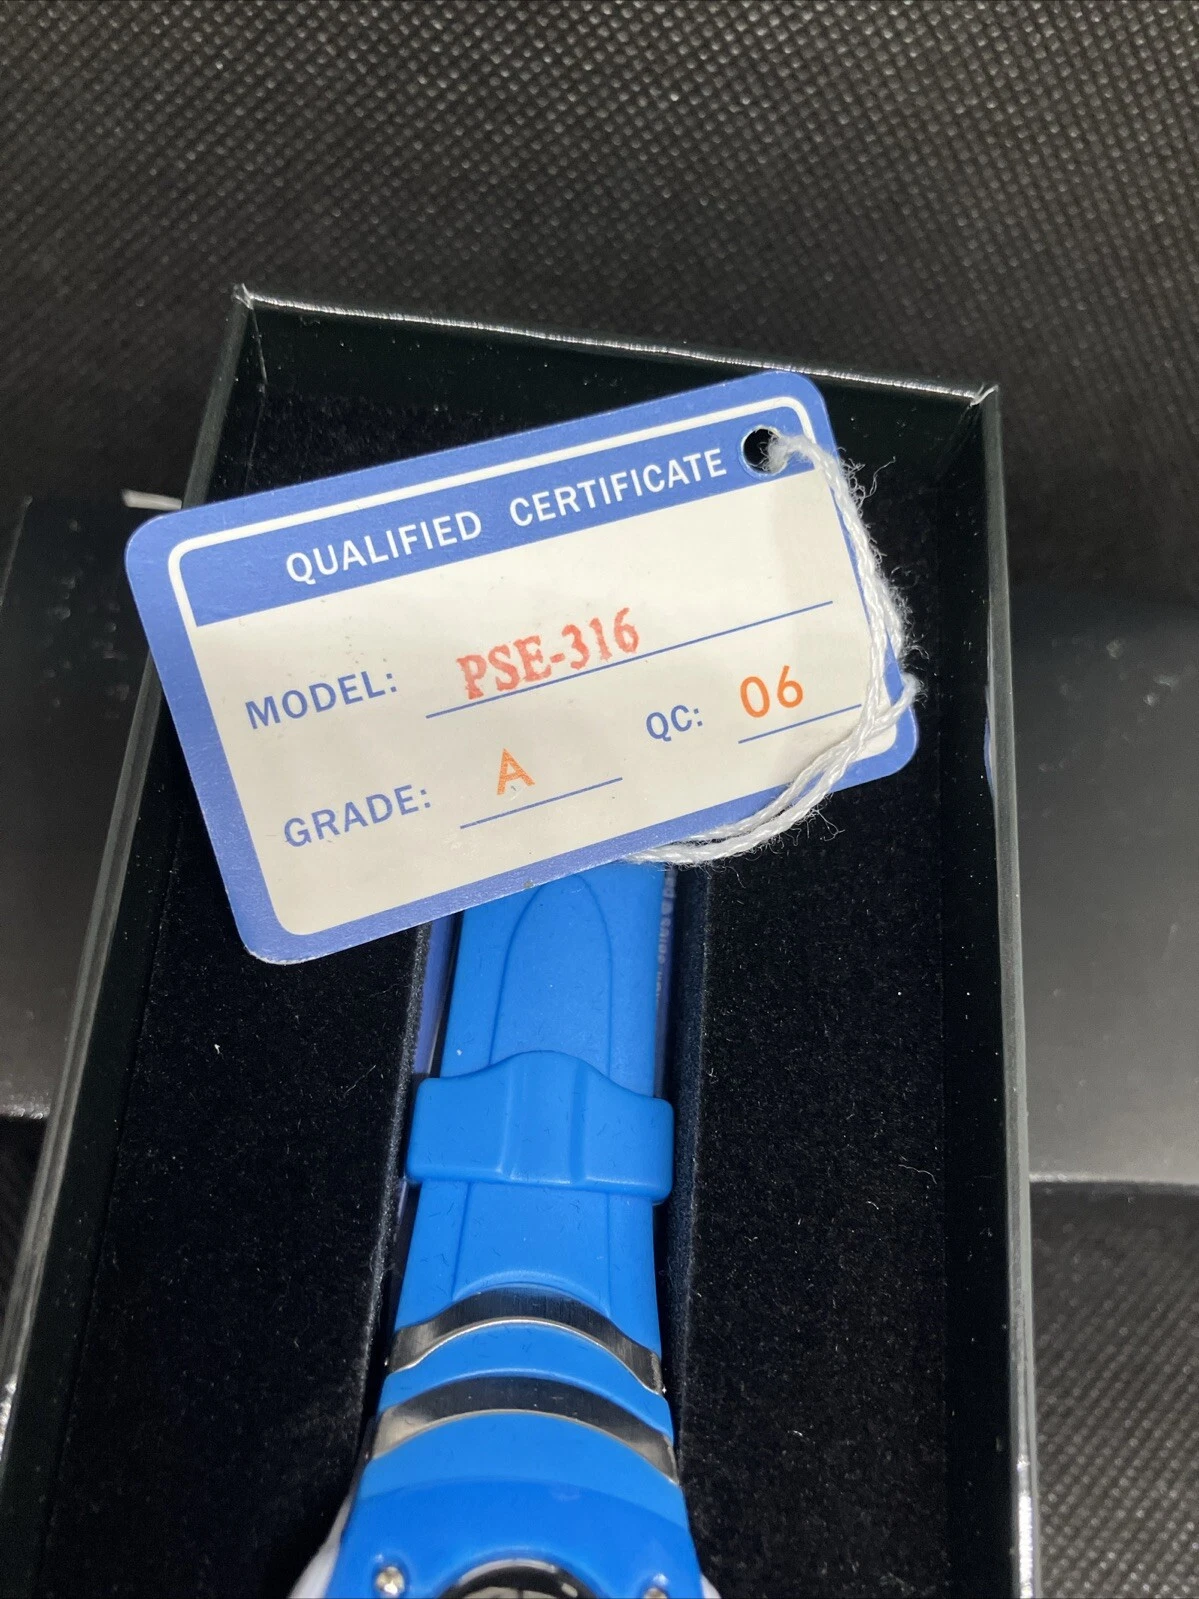 QUALIFIED CERTIFICATE
MODEL: PSE-316
GRADE: A QC: 06